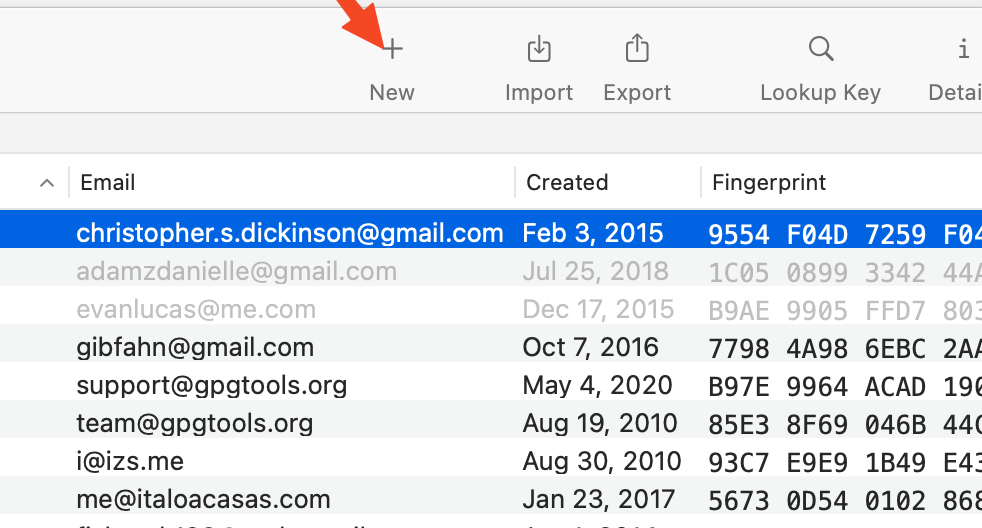 New Import Export Lookup Key Detai
Email Created Fingerprint
christopher.s.dickinson@gmail.com Feb 3, 2015 9554 F04D 7259 F04
adamzdanielle@gmail.com Jul 25, 2018 1C05 0899 3342 44A
evanlucas@me.com Dec 17, 2015 B9AE 9905 FFD7 803
gibfahn@gmail.com Oct 7, 2016 7798 4A98 6EBC 2AA
support@gpgtools.org May 4, 2020 B97E 9964 ACAD 190
team@gpgtools.org Aug 19, 2010 85E3 8F69 046B 44C
i@izs.me Aug 30, 2010 93C7 E9E9 1B49 E43
me@italoacasas.com Jan 23, 2017 5673 0D54 0102 868